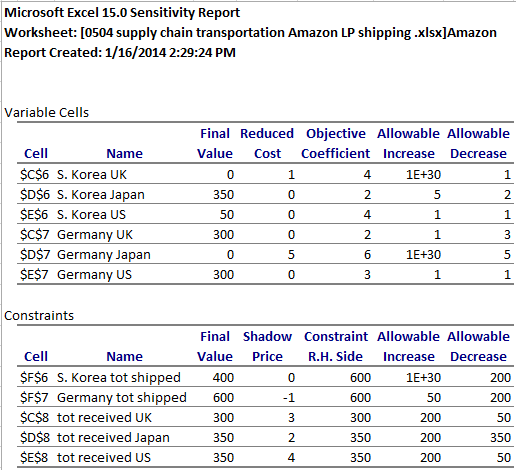 Microsoft Excel 15.0 Sensitivity Report
Worksheet: [0504 supply chain transportation Amazon LP shipping .xlsx]Amazon
Report Created: 1/16/2014 2:29:24 PM
Variable Cells
Final Reduced Objective Allowable Allowable
Cell Name Value Cost Coefficient Increase Decrease
$C$6 S. Korea UK 0 1 4 1E+30 1
$D$6 S. Korea Japan 350 0 2 5 2
$E$6 S. Korea US 50 0 4 1 1
$C$7 Germany UK 300 0 2 1 3
$D$7 Germany Japan 0 5 6 1E+30 5
$E$7 Germany US 300 0 3 1 1
Constraints
Final Shadow Constraint Allowable Allowable
Cell Name Value Price R.H. Side Increase Decrease
$F$6 S. Korea tot shipped 400 0 600 1E+30 200
$F$7 Germany tot shipped 600 -1 600 50 200
$C$8 tot received UK 300 3 300 200 50
$D$8 tot received Japan 350 2 350 200 350
$E$8 tot received US 350 4 350 200 50